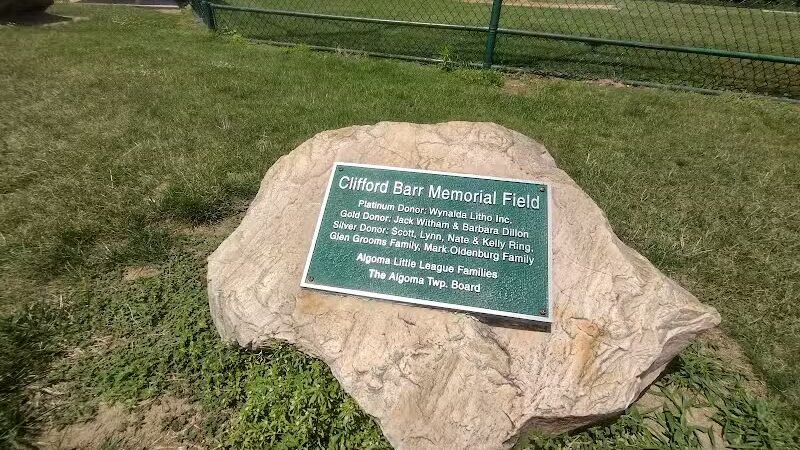 Clifford Barr Memorial Field
Platinum Donor: Wynalda Litho Inc.
Gold Donor: Jack Witham & Barbara Dillon
Silver Donor: Scott, Lynn, Nate & Kelly Ring,
Glen Grooms Family, Mark Oldenburg Family
Algoma Little League Families
The Algoma Twp. Board